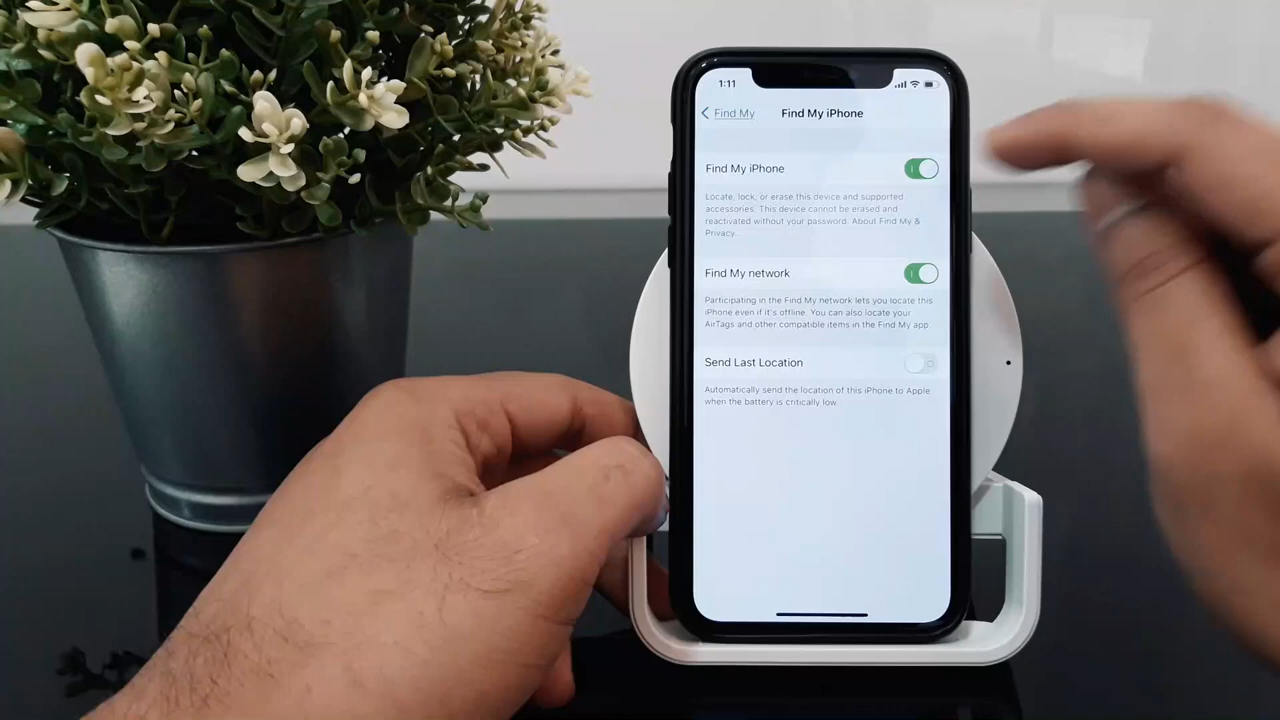 1:11
Find My
Find My iPhone
Find My iPhone
Locate, lock, or erase this device and supported
accessories. This device cannot be erased and
reactivated without your password. About Find My &
Privacy...
Find My network
Participating in the Find My network lets you locate this
iPhone even if it's offline. You can also locate your
AirTags and other compatible items in the Find My app.
Send Last Location
Automatically send the location of this iPhone to Apple
when the battery is critically low.